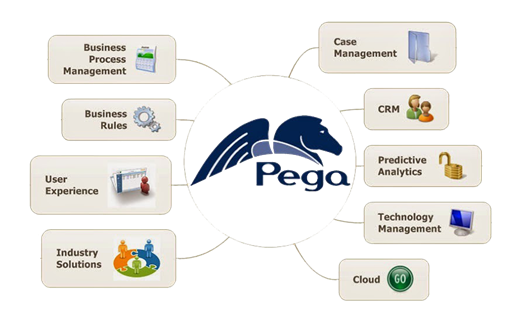 Business
Process
Management
Business
Rules
User
Experience
Industry
Solutions
Pega
Case
Management
CRM
Predictive
Analytics
Technology
Management
Cloud
GO